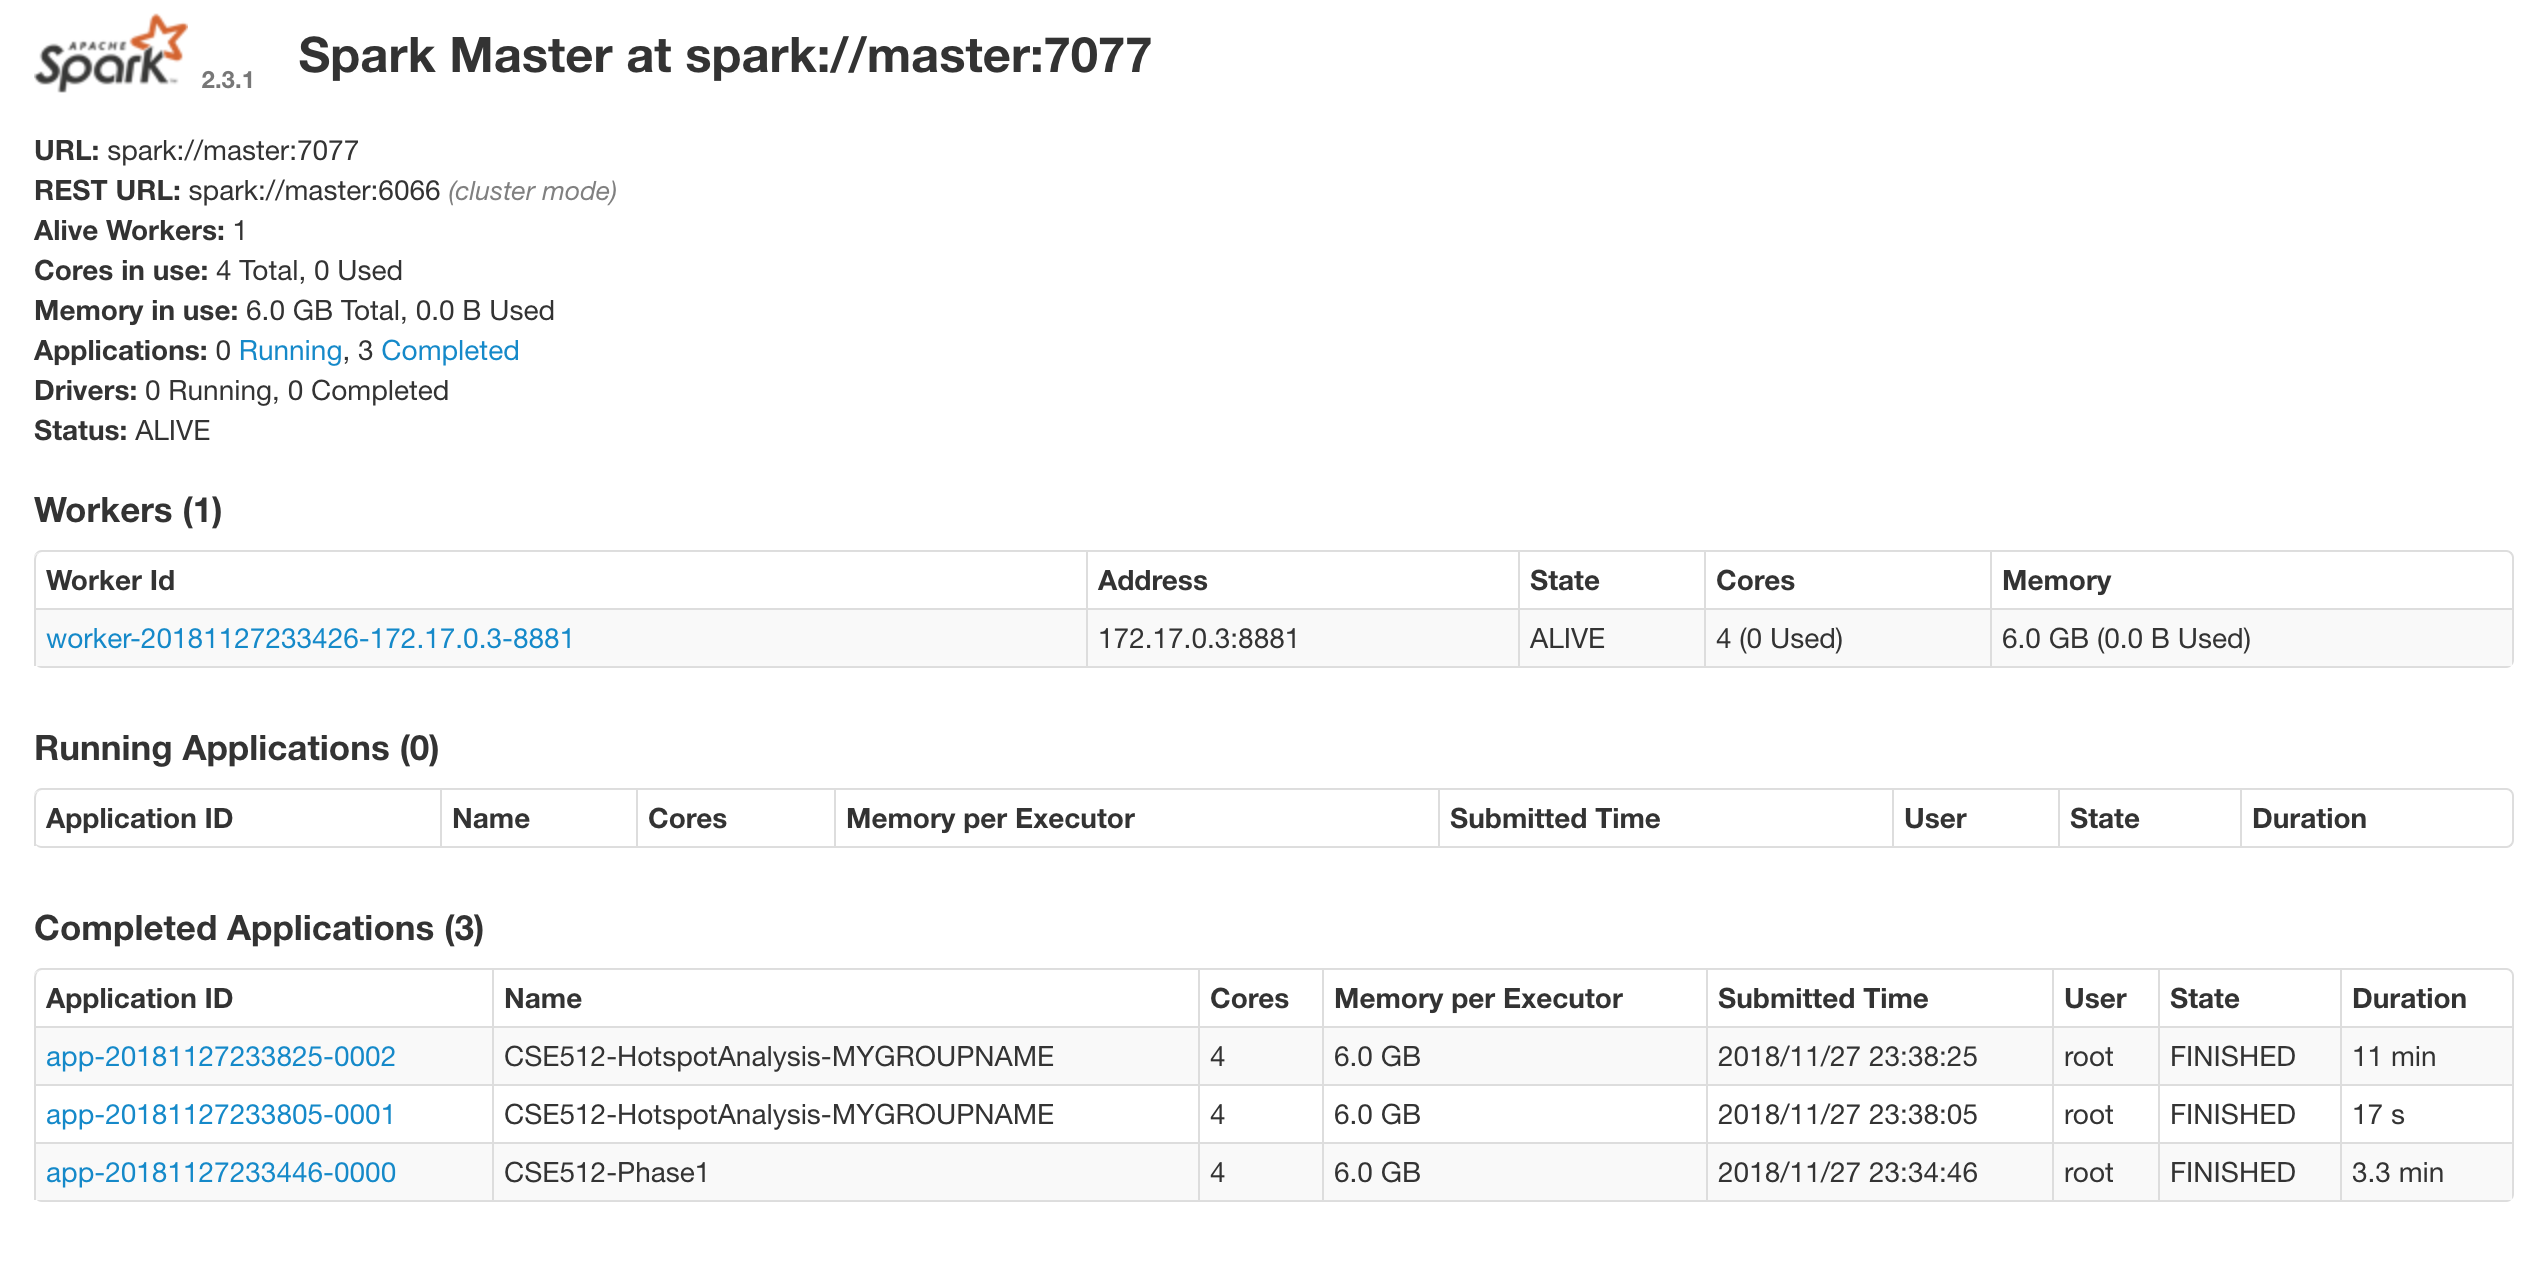 APACHE
Spark™ 2.3.1 Spark Master at spark://master:7077
URL: spark://master:7077
REST URL: spark://master:6066 (cluster mode)
Alive Workers: 1
Cores in use: 4 Total, 0 Used
Memory in use: 6.0 GB Total, 0.0 B Used
Applications: 0 Running, 3 Completed
Drivers: 0 Running, 0 Completed
Status: ALIVE
Workers (1)
Worker Id Address State Cores Memory
worker-20181127233426-172.17.0.3-8881 172.17.0.3:8881 ALIVE 4 (0 Used) 6.0 GB (0.0 B Used)
Running Applications (0)
Application ID Name Cores Memory per Executor Submitted Time User State Duration
Completed Applications (3)
Application ID Name Cores Memory per Executor Submitted Time User State Duration
app-20181127233825-0002 CSE512-HotspotAnalysis-MYGROUPNAME 4 6.0 GB 2018/11/27 23:38:25 root FINISHED 11 min
app-20181127233805-0001 CSE512-HotspotAnalysis-MYGROUPNAME 4 6.0 GB 2018/11/27 23:38:05 root FINISHED 17 s
app-20181127233446-0000 CSE512-Phase1 4 6.0 GB 2018/11/27 23:34:46 root FINISHED 3.3 min